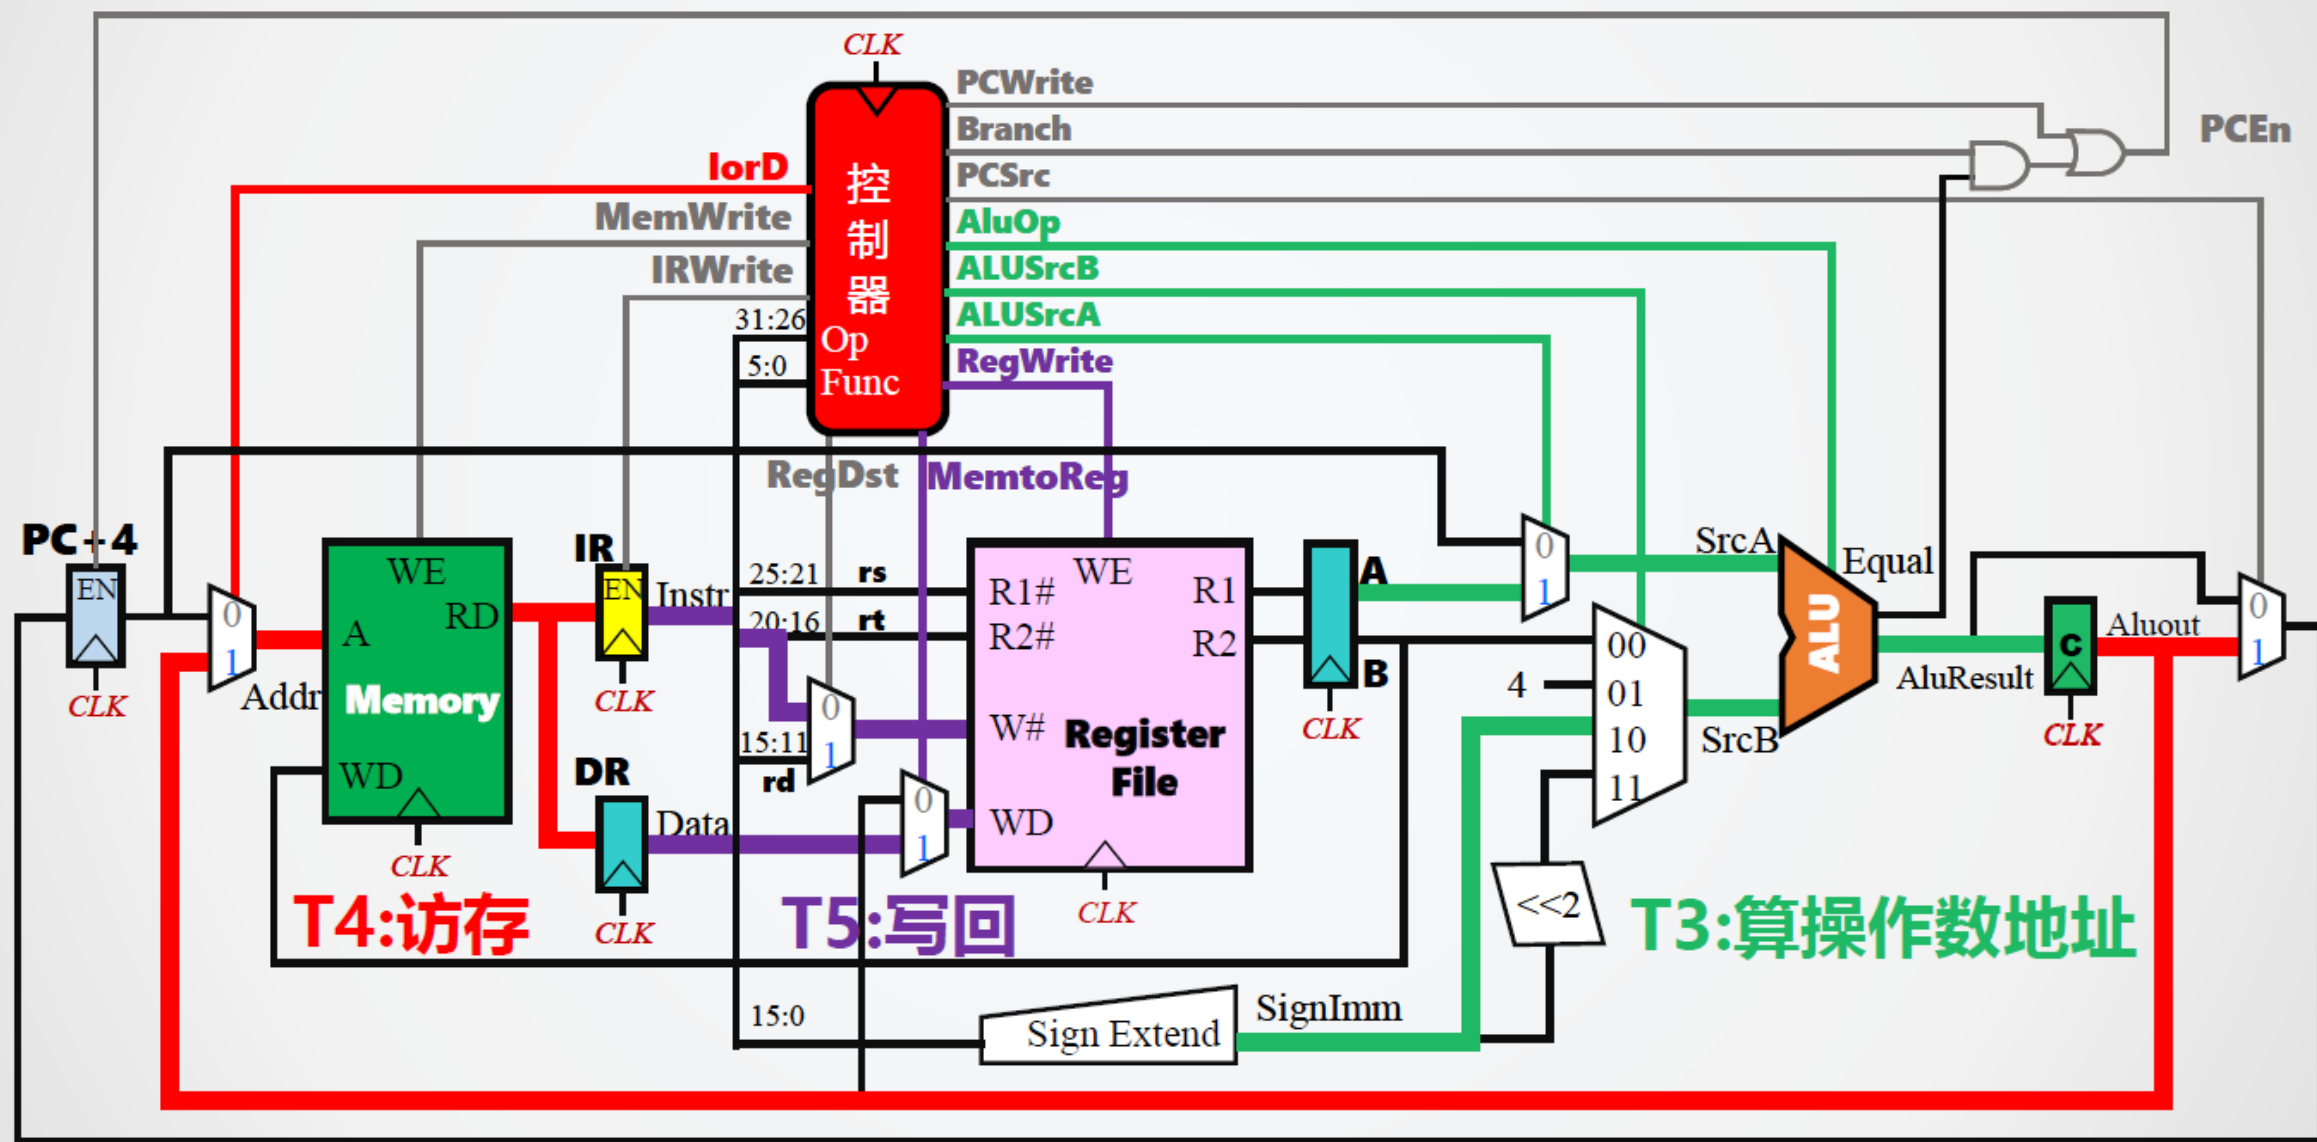 CLK
PCWrite
Branch
PCEn
IorD
PCSrc
控制器
MemWrite
AluOp
IRWrite
ALUSrcB
31:26
Op
ALUSrcA
5:0
Func
RegWrite
RegDst
MemtoReg
PC+4
EN
CLK
0
1
Addr
WE
RD
A
Memory
WD
CLK
IR
EN
CLK
Instr
25:21 rs
20:16 rt
0
15:11
1
rd
DR
CLK
Data
0
1
WE
R1#
R1
R2#
R2
W#
Register
File
WD
CLK
A
B
CLK
0
1
SrcA
00
4
01
10
11
SrcB
ALU
Equal
AluResult
C
CLK
Aluout
0
1
<<2
T4:访存
T5:写回
T3:算操作数地址
15:0
Sign Extend
SignImm